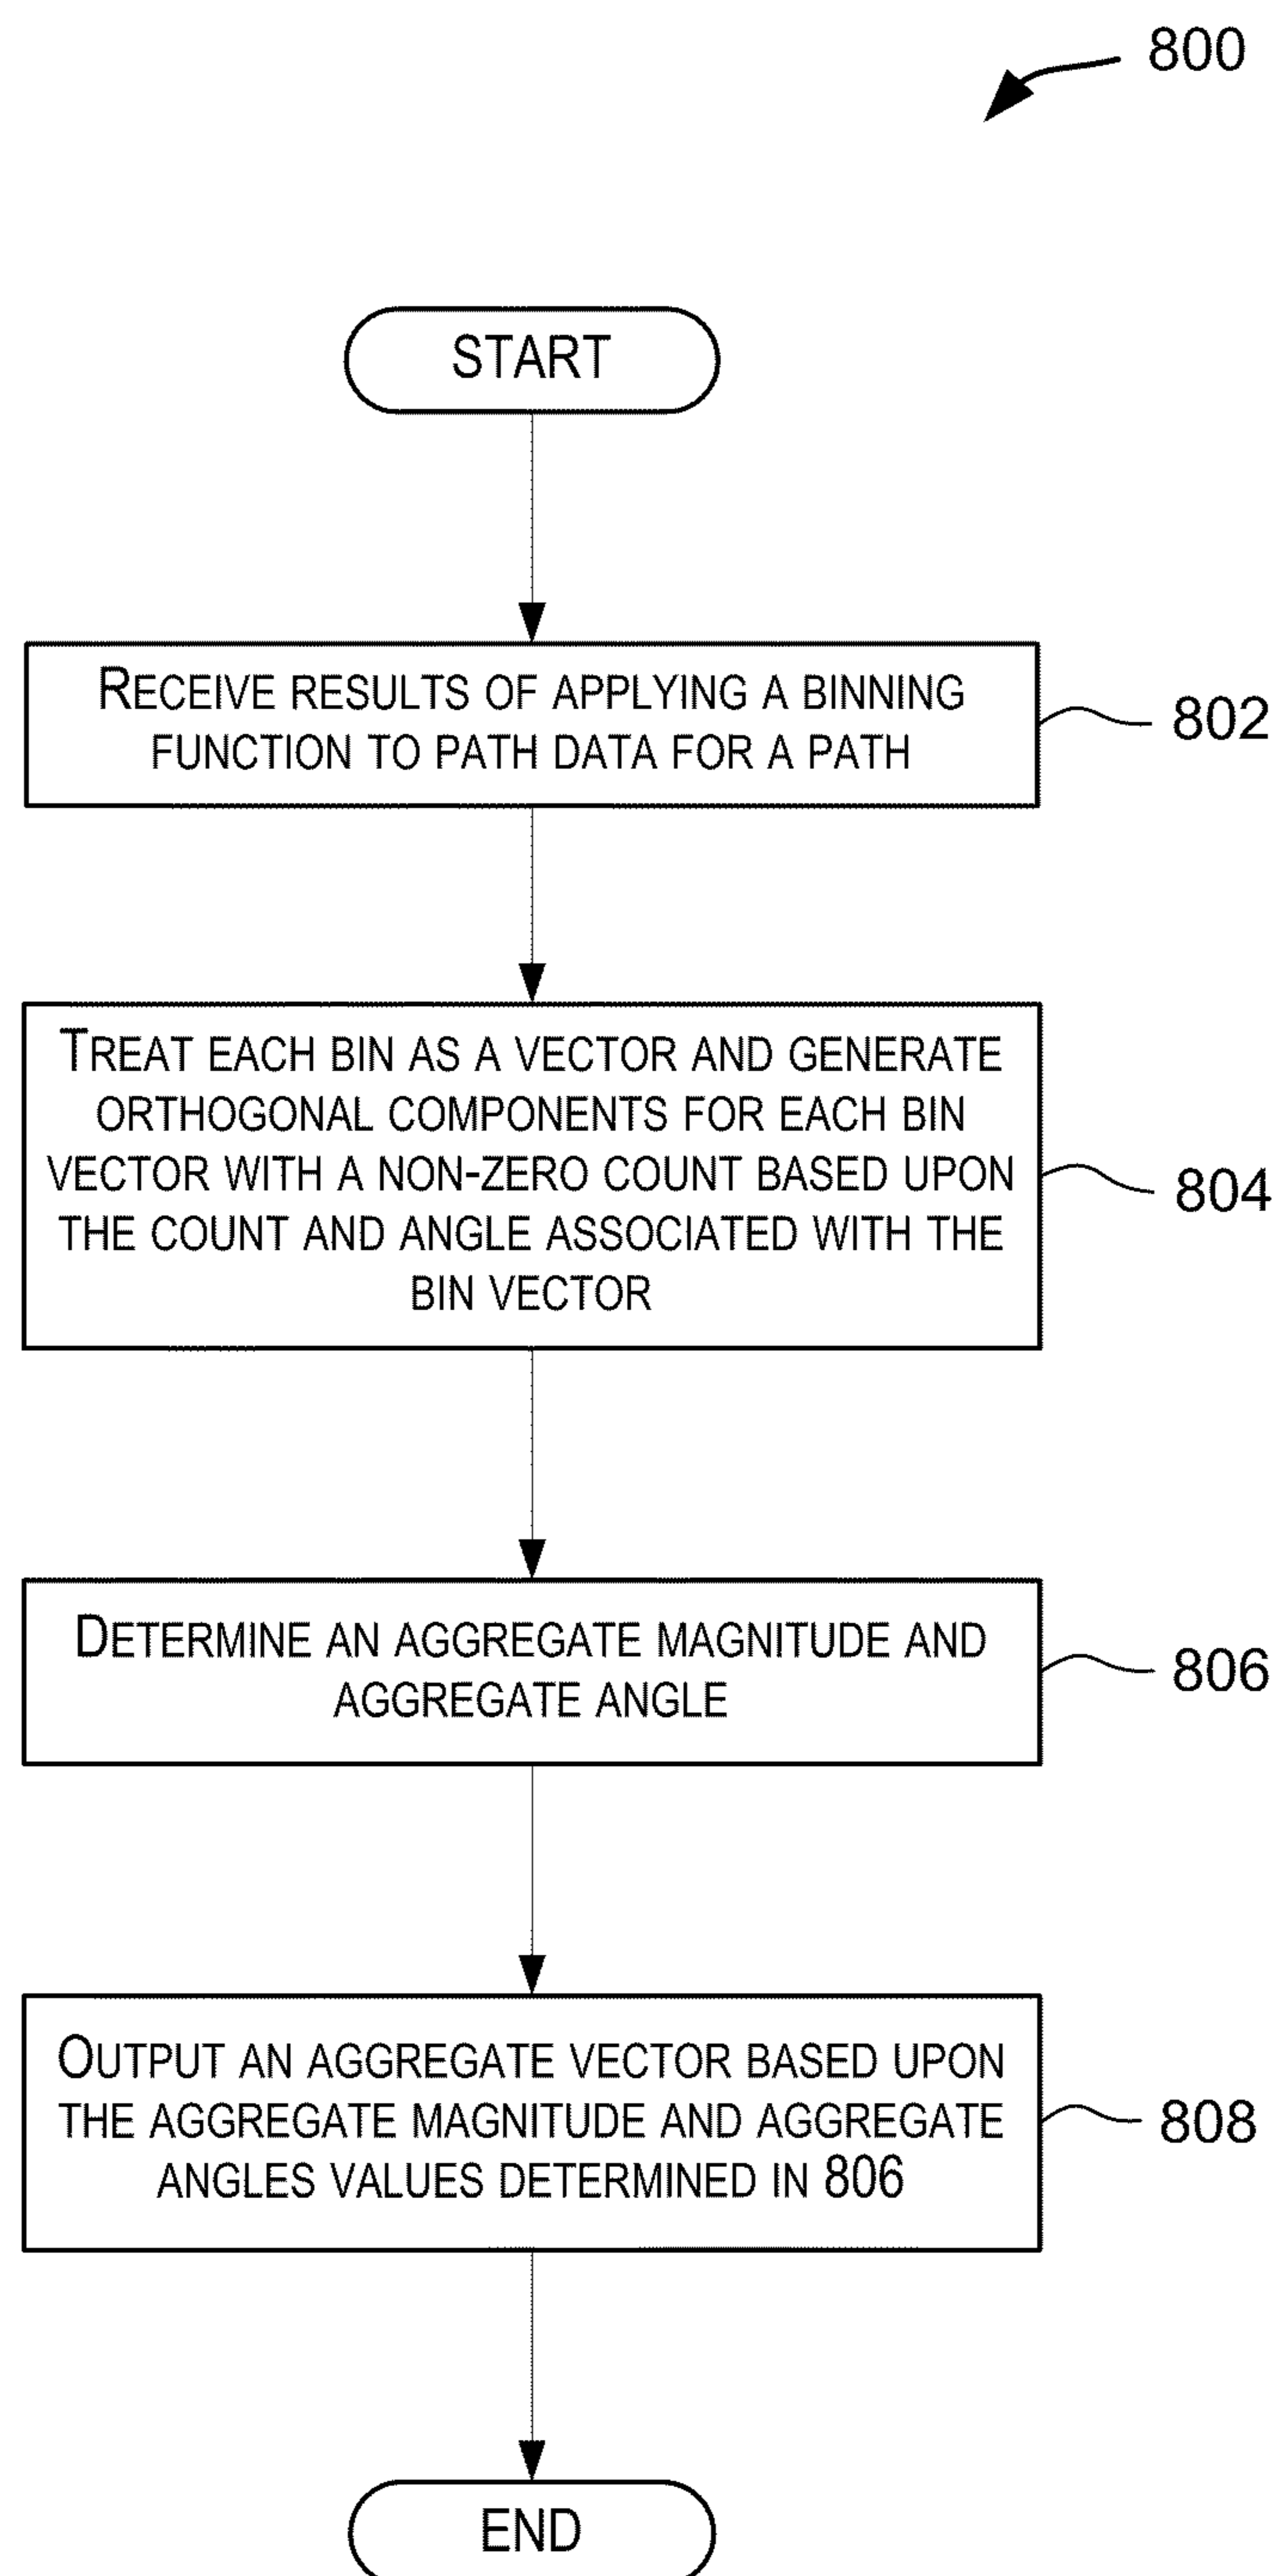 800
START
RECEIVE RESULTS OF APPLYING A BINNING
FUNCTION TO PATH DATA FOR A PATH
802
TREAT EACH BIN AS A VECTOR AND GENERATE
ORTHOGONAL COMPONENTS FOR EACH BIN
VECTOR WITH A NON-ZERO COUNT BASED UPON
THE COUNT AND ANGLE ASSOCIATED WITH THE
BIN VECTOR
804
DETERMINE AN AGGREGATE MAGNITUDE AND
AGGREGATE ANGLE
806
OUTPUT AN AGGREGATE VECTOR BASED UPON
THE AGGREGATE MAGNITUDE AND AGGREGATE
ANGLES VALUES DETERMINED IN 806
808
END